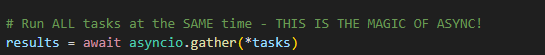 # Run ALL tasks at the SAME time - THIS IS THE MAGIC OF ASYNC!
results = await asyncio.gather(*tasks)